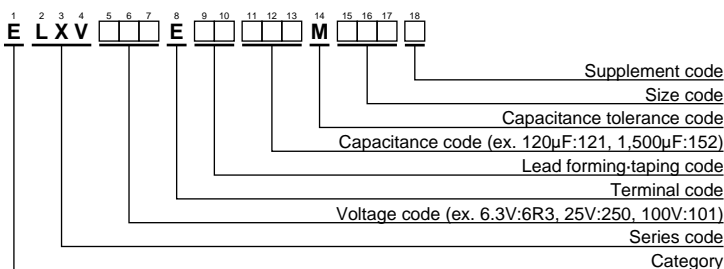 1 2 3 4 5 6 7 8 9 10 11 12 13 14 15 16 17 18
E L X V □□□ E □□ □□□ M □□□ □
Supplement code
Size code
Capacitance tolerance code
Capacitance code (ex. 120µF:121, 1,500µF:152)
Lead forming·taping code
Terminal code
Voltage code (ex. 6.3V:6R3, 25V:250, 100V:101)
Series code
Category